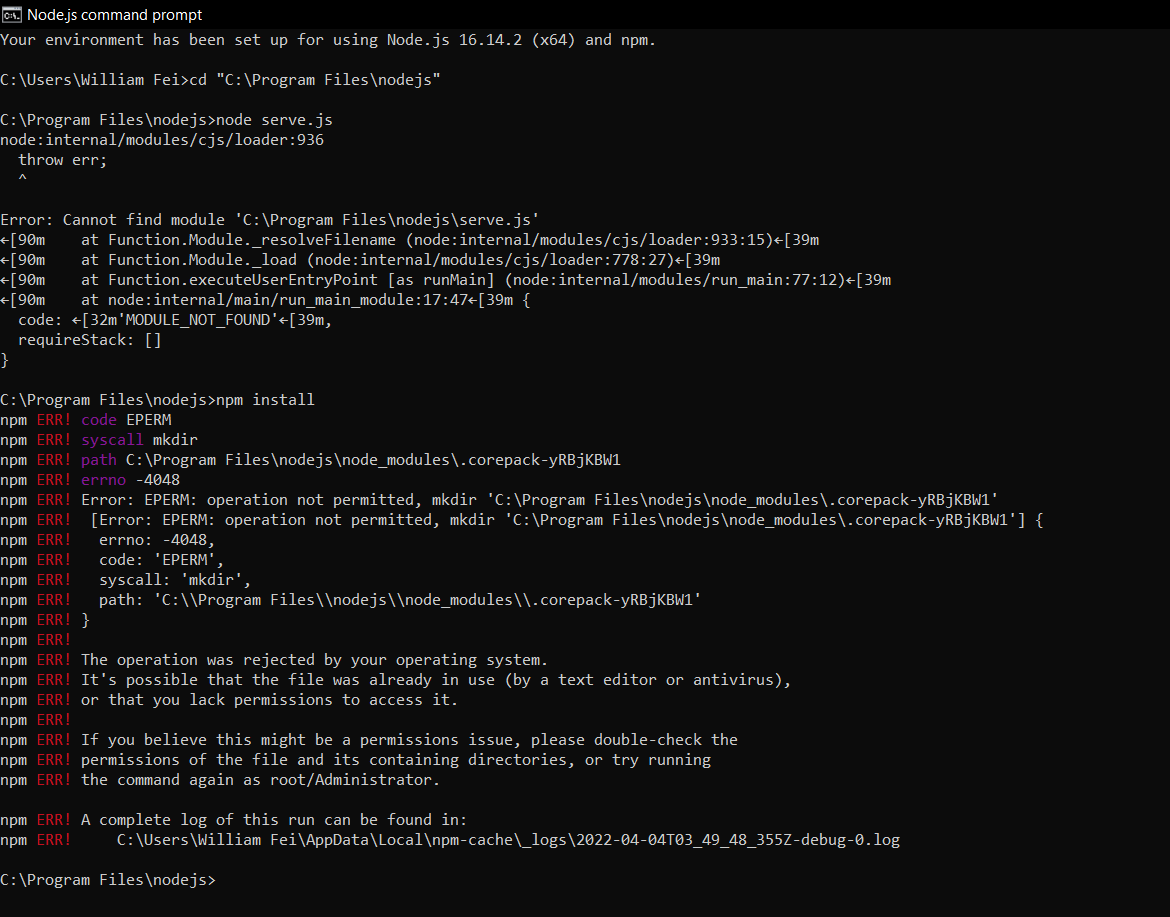 Node.js command prompt
Your environment has been set up for using Node.js 16.14.2 (x64) and npm.
C:\Users\William Fei>cd "C:\Program Files\nodejs"
C:\Program Files\nodejs>node serve.js
node:internal/modules/cjs/loader:936
  throw err;
  ^
Error: Cannot find module 'C:\Program Files\nodejs\serve.js'
←[90m    at Function.Module._resolveFilename (node:internal/modules/cjs/loader:933:15)←[39m
←[90m    at Function.Module._load (node:internal/modules/cjs/loader:778:27)←[39m
←[90m    at Function.executeUserEntryPoint [as runMain] (node:internal/modules/run_main:77:12)←[39m
←[90m    at node:internal/main/run_main_module:17:47←[39m {
  code: ←[32m'MODULE_NOT_FOUND'←[39m,
  requireStack: []
}
C:\Program Files\nodejs>npm install
npm ERR! code EPERM
npm ERR! syscall mkdir
npm ERR! path C:\Program Files\nodejs\node_modules\.corepack-yRBjKBW1
npm ERR! errno -4048
npm ERR! Error: EPERM: operation not permitted, mkdir 'C:\Program Files\nodejs\node_modules\.corepack-yRBjKBW1'
npm ERR!  [Error: EPERM: operation not permitted, mkdir 'C:\Program Files\nodejs\node_modules\.corepack-yRBjKBW1'] {
npm ERR!   errno: -4048,
npm ERR!   code: 'EPERM',
npm ERR!   syscall: 'mkdir',
npm ERR!   path: 'C:\\Program Files\\nodejs\\node_modules\\.corepack-yRBjKBW1'
npm ERR! }
npm ERR!
npm ERR! The operation was rejected by your operating system.
npm ERR! It's possible that the file was already in use (by a text editor or antivirus),
npm ERR! or that you lack permissions to access it.
npm ERR!
npm ERR! If you believe this might be a permissions issue, please double-check the
npm ERR! permissions of the file and its containing directories, or try running
npm ERR! the command again as root/Administrator.
npm ERR! A complete log of this run can be found in:
npm ERR!     C:\Users\William Fei\AppData\Local\npm-cache\_logs\2022-04-04T03_49_48_355Z-debug-0.log
C:\Program Files\nodejs>